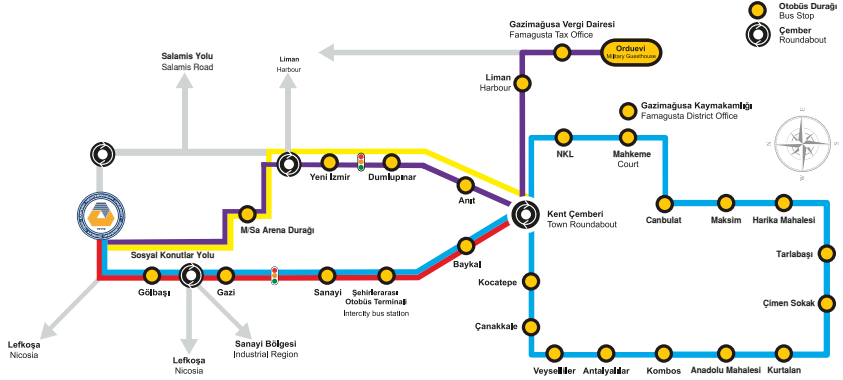 Otobüs Durağı
Bus Stop
Çember
Roundabout
Gazimağusa Vergi Dairesi
Famagusta Tax Office
Orduevi
Military Guesthouse
Salamis Yolu
Salamis Road
Liman
Harbour
Liman
Harbour
Gazimağusa Kaymakamlığı
Famagusta District Office
NKL
Mahkeme
Court
E
N
S
W
Yeni İzmir
Dumlupınar
Anıt
Canbulat
Maksim
Harika Mahalesi
M/Sa Arena Durağı
Kent Çemberi
Town Roundabout
Sosyal Konutlar Yolu
Tarlabaşı
Baykal
Gölbaşı
Gazi
Sanayi
Şehirlerarası
Otobüs Terminali
Intercity bus station
Kocatepe
Çimen Sokak
Çanakkale
Lefkoşa
Nicosia
Lefkoşa
Nicosia
Sanayi Bölgesi
Industrial Region
Veyseliler
Antalyalılar
Kombos
Anadolu Mahalesi
Kurtalan